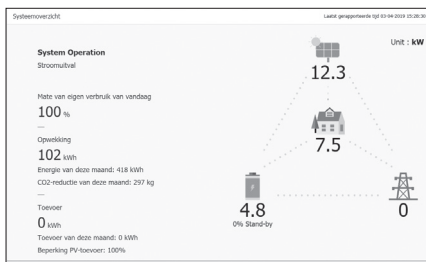 Systeemoverzicht
Laatst gerapporteerde tijd 03-04-2019 15:28:30
Unit : kW
System Operation
Stroomuitval
Mate van eigen verbruik van vandaag
100 %
Opwekking
102 kWh
Energie van deze maand: 418 kWh
CO2-reductie van deze maand: 297 kg
Toevoer
0 kWh
Toevoer van deze maand: 0 kWh
Beperking PV-toevoer: 100%
12.3
7.5
4.8
0% Stand-by
0